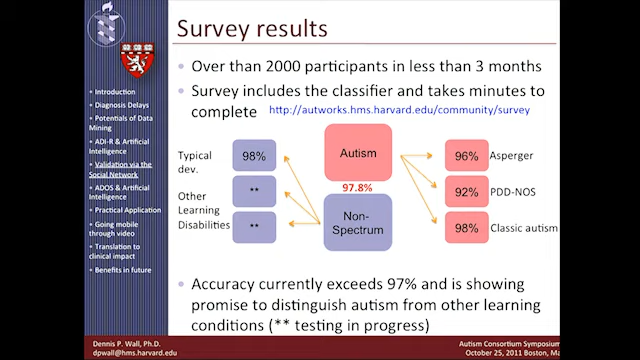 Survey results
• Over than 2000 participants in less than 3 months
• Survey includes the classifier and takes minutes to
complete http://autworks.hms.harvard.edu/community/survey
• Introduction
• Diagnosis Delays
• Potentials of Data
Mining
• ADI-R & Artificial
Intelligence
• Validation via the
Social Network
• ADOS & Artificial
Intelligence
• Practical Application
• Going mobile
through video
• Translation to
clinical impact
• Benefits in future
Typical
dev.
98%
Other
Learning
Disabilities
**
**
Autism
97.8%
Non-
Spectrum
96% Asperger
92% PDD-NOS
98% Classic autism
• Accuracy currently exceeds 97% and is showing
promise to distinguish autism from other learning
conditions (** testing in progress)
Dennis P. Wall, Ph.D.
dpwall@hms.harvard.edu
Autism Consortium Symposium
October 25, 2011 Boston, Ma